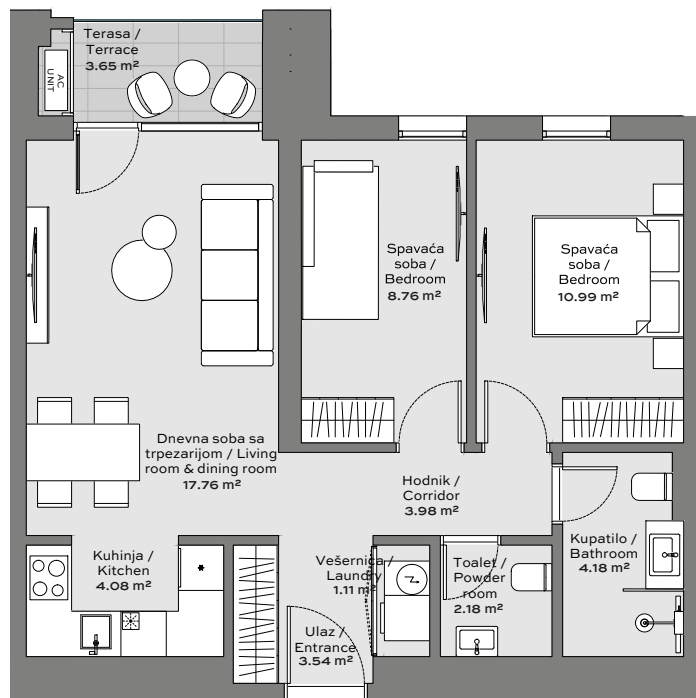 Terasa /
Terrace
3.65 m²
AC
UNIT
Spavaća
soba /
Bedroom
8.76 m²
Spavaća
soba /
Bedroom
10.99 m²
Dnevna soba sa
trpezarijom / Living
room & dining room
17.76 m²
Hodnik /
Corridor
3.98 m²
Kuhinja /
Kitchen
4.08 m²
Vešernica /
Laundry
1.11 m²
Toalet /
Powder
room
2.18 m²
Kupatilo /
Bathroom
4.18 m²
Ulaz /
Entrance
3.54 m²